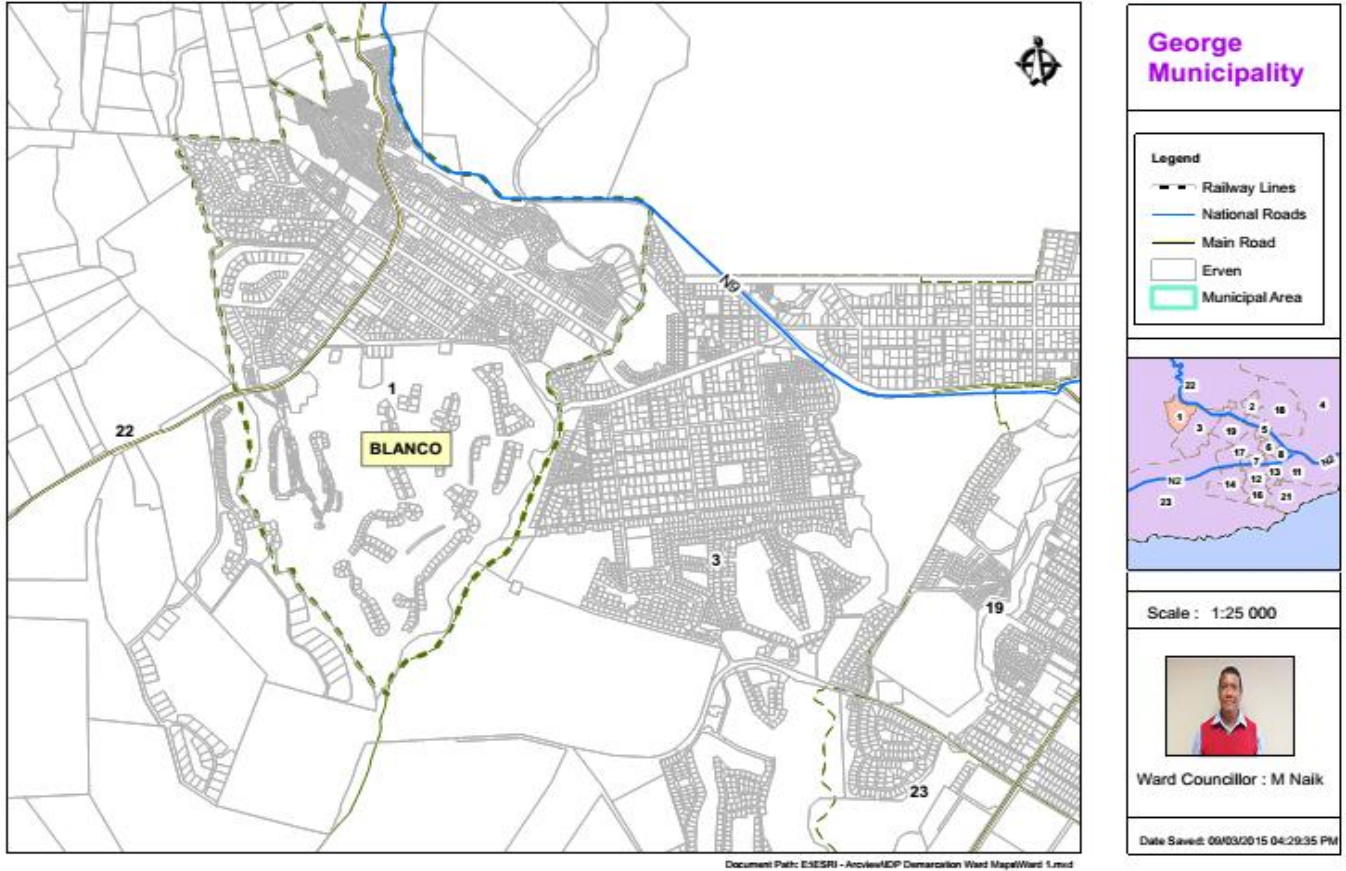 George
Municipality
Legend
Railway Lines
National Roads
Main Road
Erven
Municipal Area
N9
1
22
BLANCO
3
19
23
22
1
3
2
18
4
5
19
6
17
8
7
N2
N2
13
11
14
12
16
21
23
Scale : 1:25 000
Ward Councillor : M Naik
Date Saved: 09/03/2015 04:29:35 PM
Document Path: E:\ESRI - Arcview\IDP Demarcation Ward Maps\Ward 1.mxd